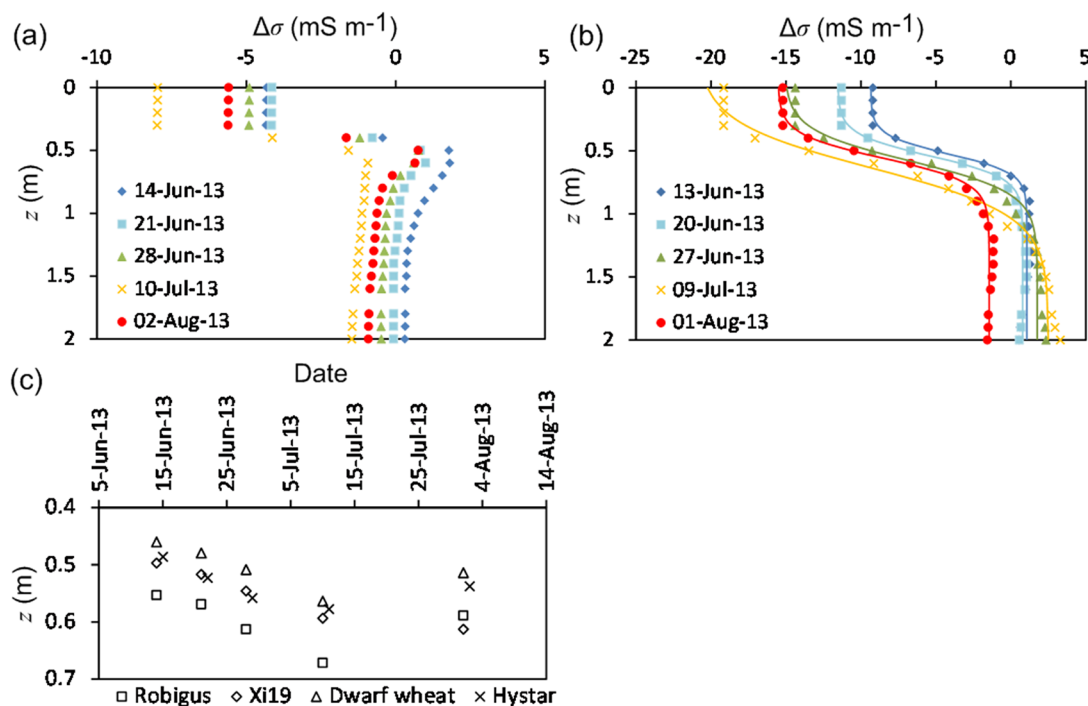 (a)
Δσ (mS m-1)
-10 -5 0 5
0
0.5
1
1.5
2
z (m)
14-Jun-13
21-Jun-13
28-Jun-13
10-Jul-13
02-Aug-13
(b)
Δσ (mS m-1)
-25 -20 -15 -10 -5 0 5
0
0.5
1
1.5
2
z (m)
13-Jun-13
20-Jun-13
27-Jun-13
09-Jul-13
01-Aug-13
(c)
Date
5-Jun-13
15-Jun-13
25-Jun-13
5-Jul-13
15-Jul-13
25-Jul-13
4-Aug-13
14-Aug-13
0.4
0.5
0.6
0.7
z (m)
Robigus Xi19 Dwarf wheat Hystar